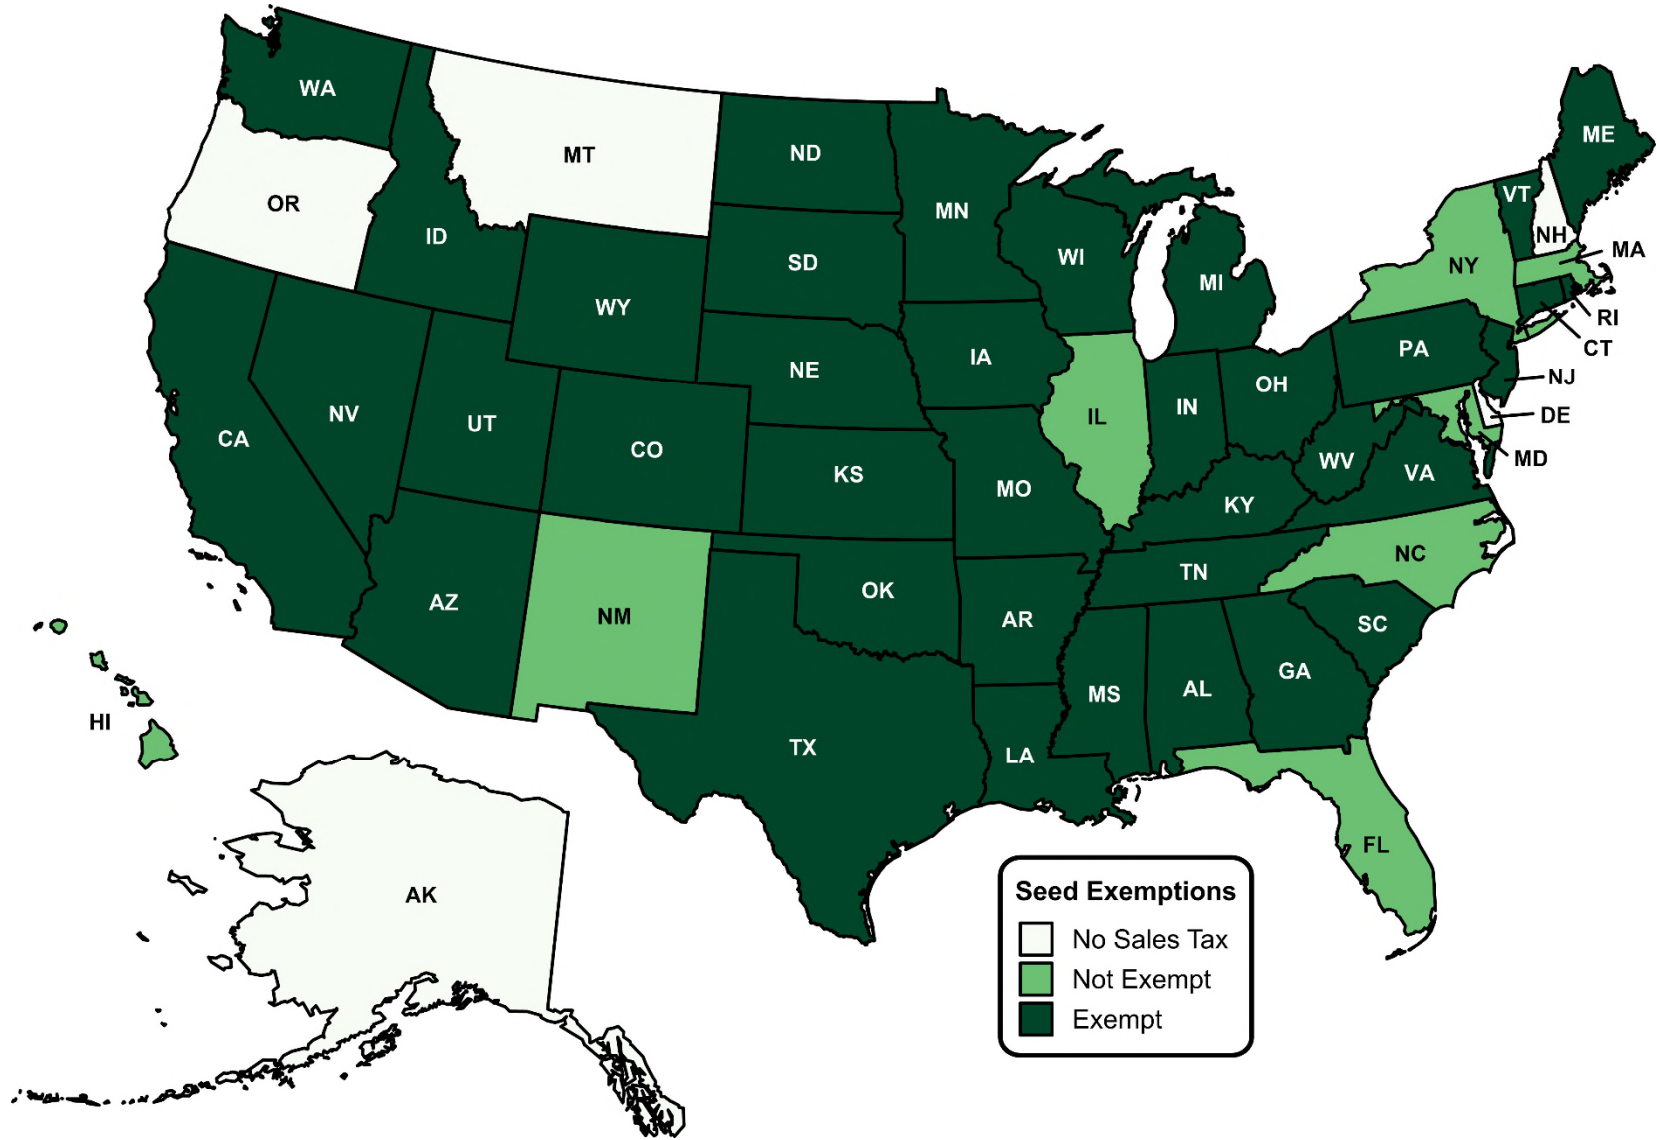 WA
MT
ND
MN
ME
OR
ID
SD
WI
MI
VT
NH
NY
MA
WY
RI
CT
NE
IA
PA
NJ
NV
UT
CO
KS
MO
IL
IN
OH
DE
MD
CA
WV
VA
KY
AZ
NM
OK
AR
TN
NC
SC
MS
AL
GA
HI
TX
LA
FL
AK
Seed Exemptions
No Sales Tax
Not Exempt
Exempt